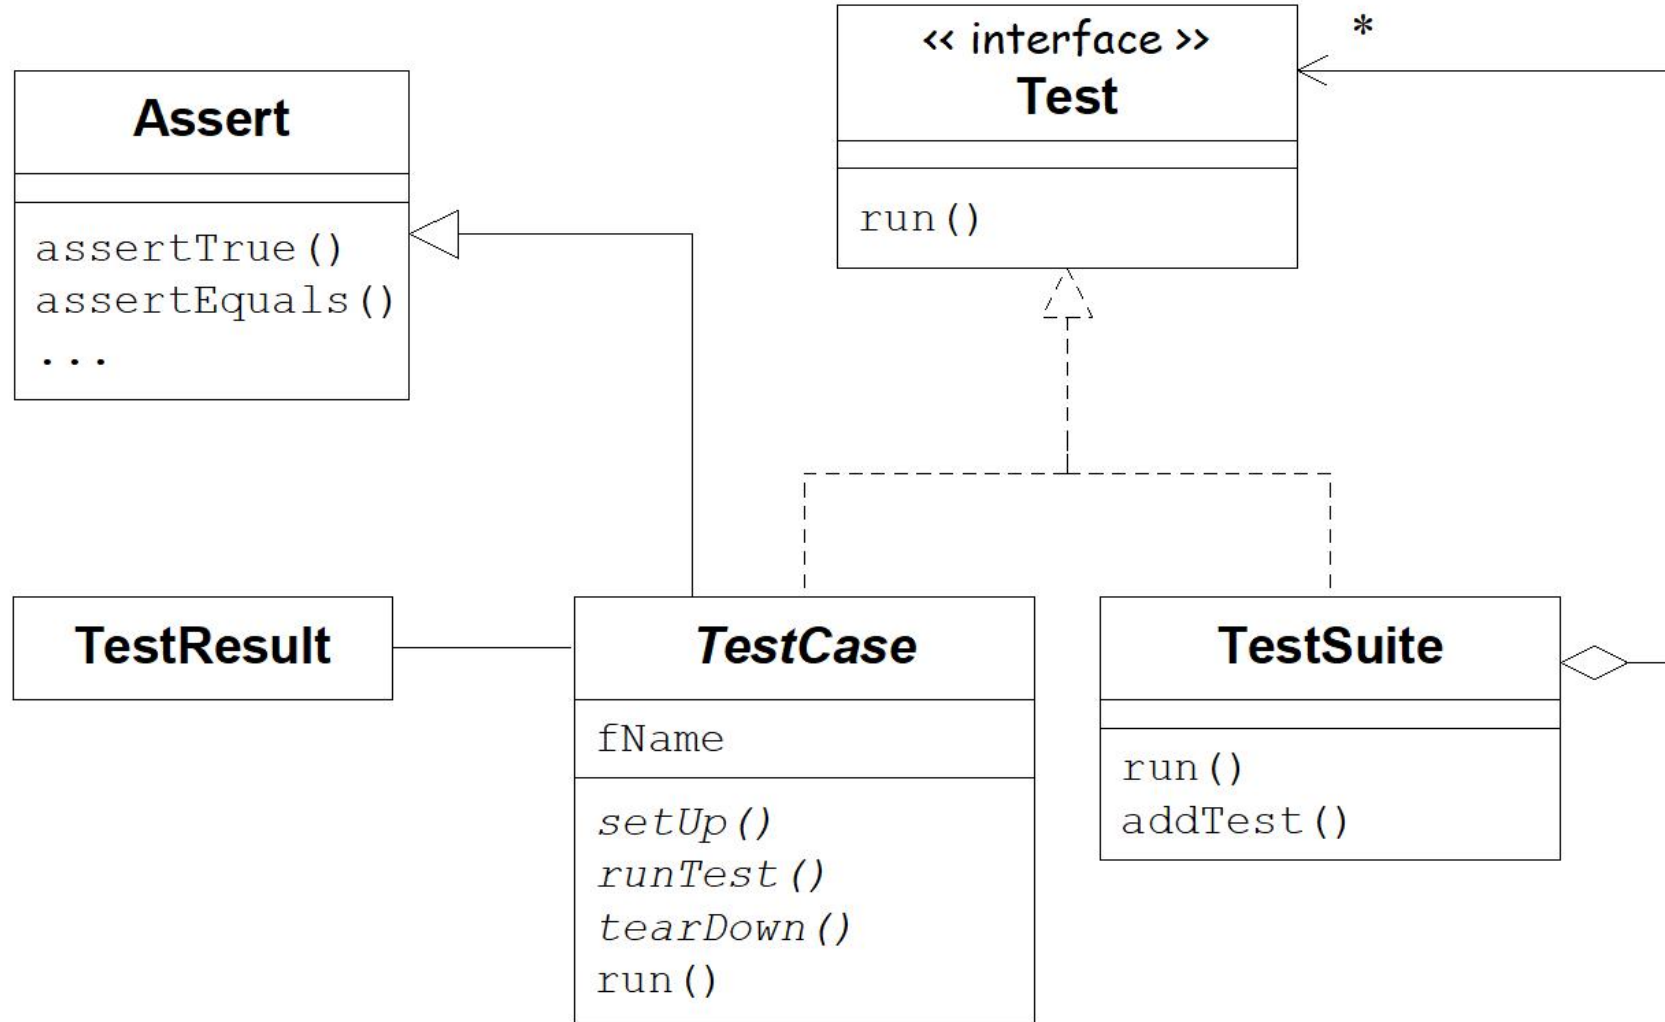 << interface >>
Test
*
run()
Assert
assertTrue()
assertEquals()
...
TestResult
TestCase
fName
setUp()
runTest()
tearDown()
run()
TestSuite
run()
addTest()